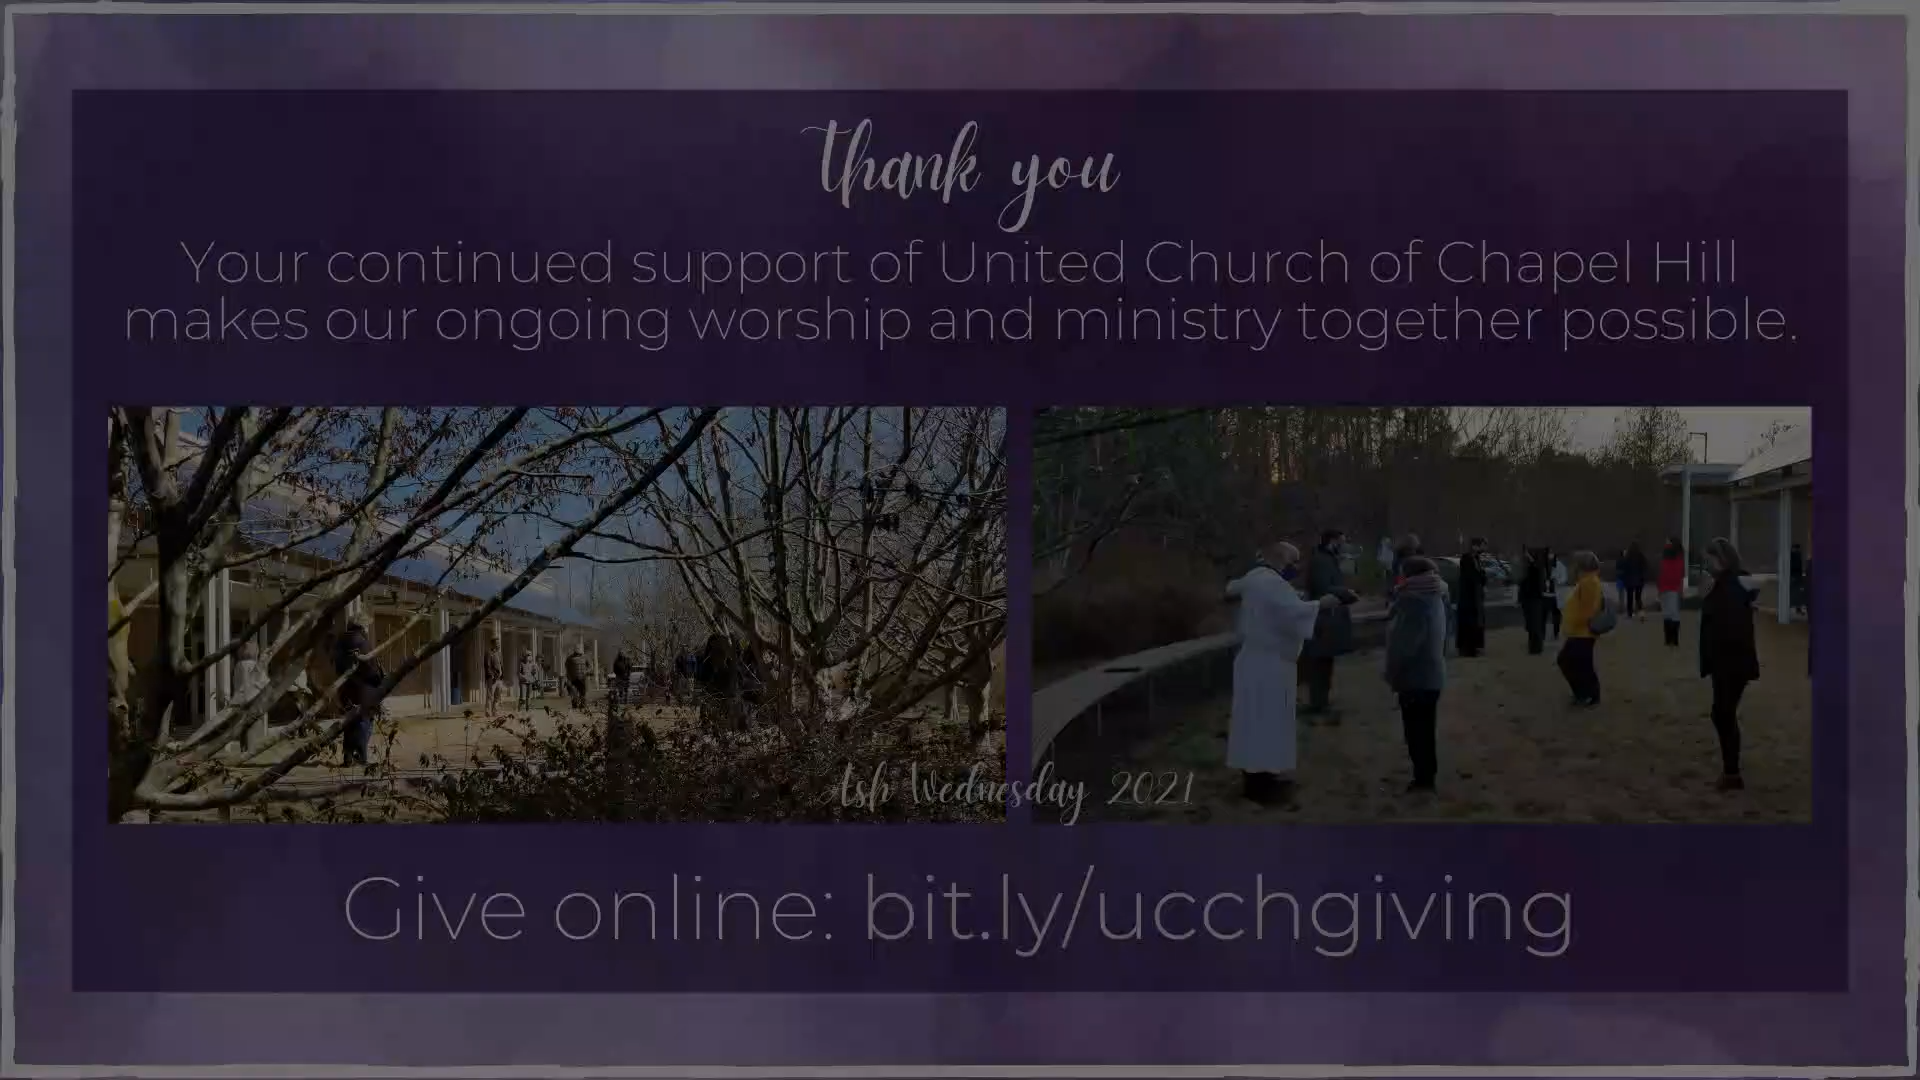 thank you
Your continued support of United Church of Chapel Hill
makes our ongoing worship and ministry together possible.
Ash Wednesday 2021
Give online: bit.ly/ucchgiving